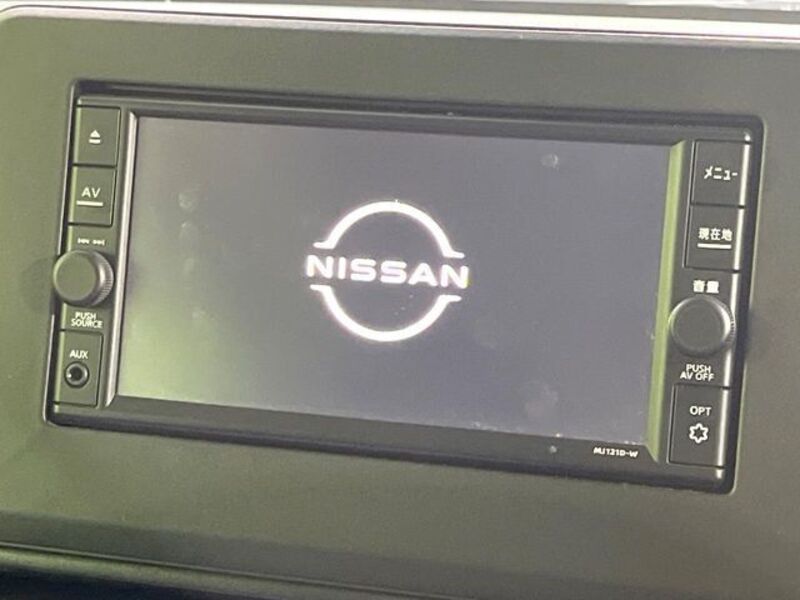 AV
PUSH
SOURCE
AUX
NISSAN
メニュー
現在地
音量
PUSH
AV OFF
OPT
MJ121D-W